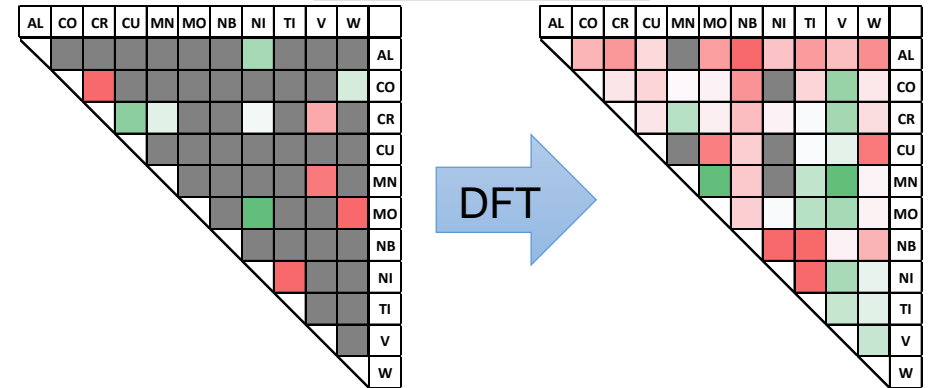 AL CO CR CU MN MO NB NI TI V W
AL
CO
CR
CU
MN
MO
NB
NI
TI
V
W
DFT
AL CO CR CU MN MO NB NI TI V W
AL
CO
CR
CU
MN
MO
NB
NI
TI
V
W